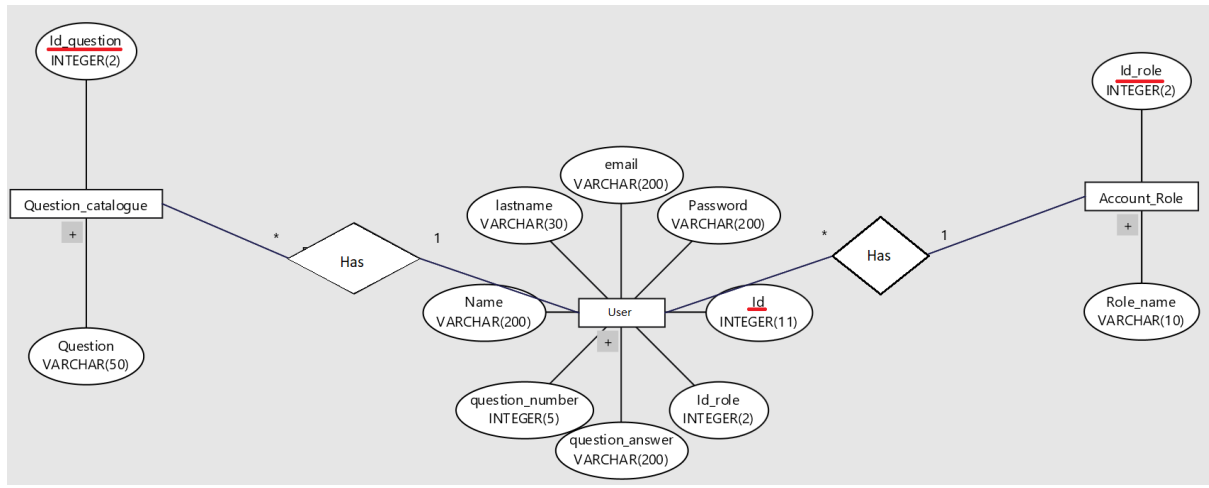 Id_question
INTEGER(2)
Question_catalogue
+
Question
VARCHAR(50)
*
Has
1
email
VARCHAR(200)
lastname
VARCHAR(30)
Password
VARCHAR(200)
Name
VARCHAR(200)
User
+
Id
INTEGER(11)
question_number
INTEGER(5)
question_answer
VARCHAR(200)
Id_role
INTEGER(2)
*
Has
1
Id_role
INTEGER(2)
Account_Role
+
Role_name
VARCHAR(10)